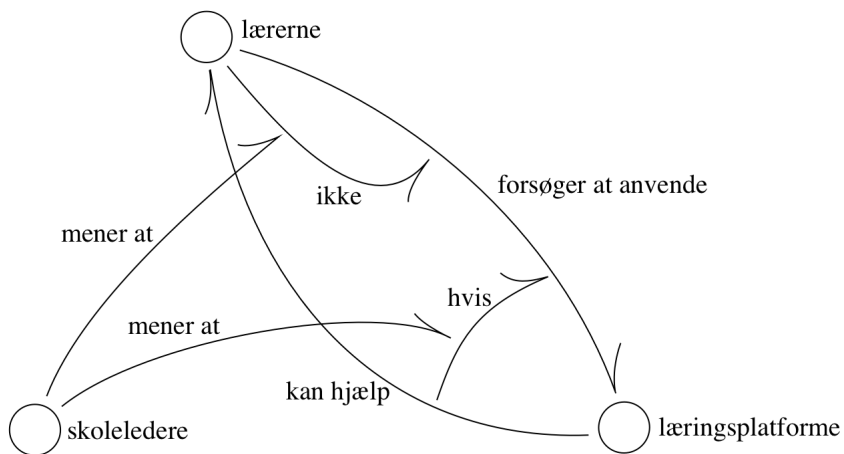 lærerne
forsøger at anvende
ikke
mener at
hvis
mener at
kan hjælp
skoleledere
læringsplatforme